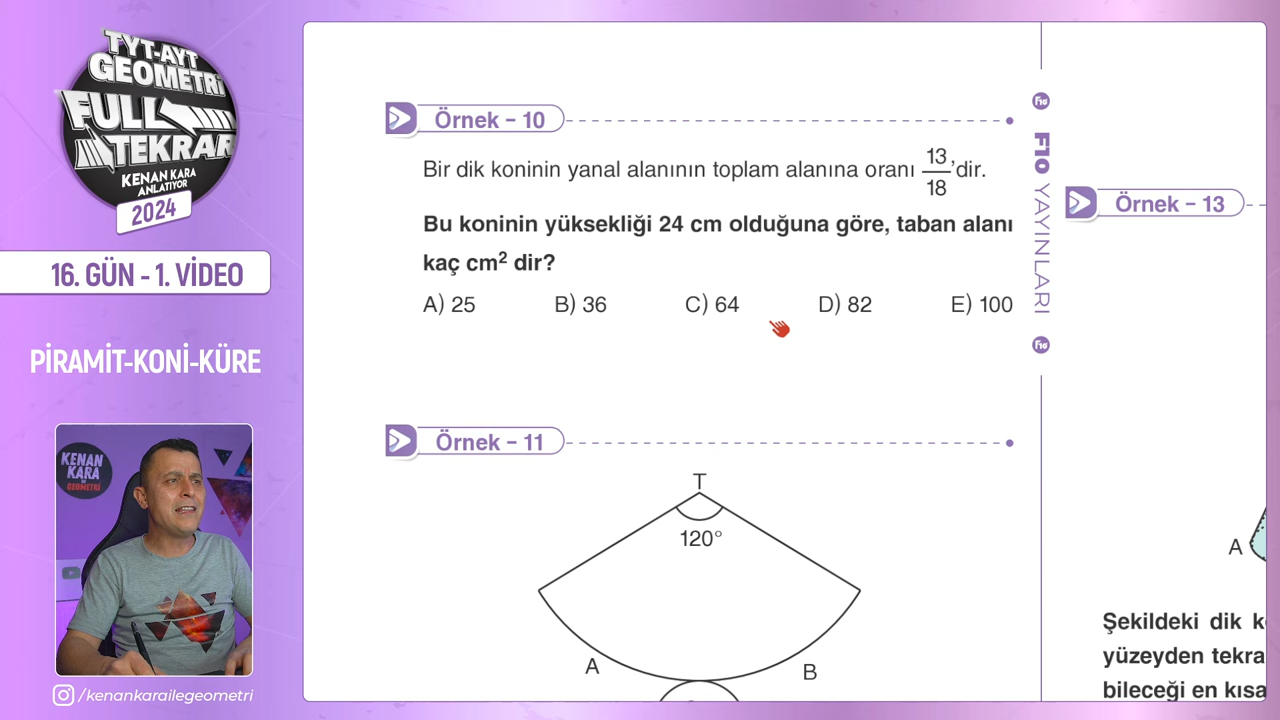 TYT-AYT
GEOMETRİ
FULL
TEKRAR
KENAN KARA
ANLATIYOR
2024
16. GÜN - 1. VİDEO
PİRAMİT-KONİ-KÜRE
KENAN
KARA
GEOMETRİ
/kenankarailegeometri
Örnek – 10
Bir dik koninin yanal alanının toplam alanına oranı 13/18 'dir.
Bu koninin yüksekliği 24 cm olduğuna göre, taban alanı
kaç cm² dir?
A) 25 B) 36 C) 64 D) 82 E) 100
Örnek – 11
T
120°
A B
F10
F10 YAYINLARI
F10
Örnek – 13
A
Şekildeki dik k
yüzeyden tekra
bileceği en kısa